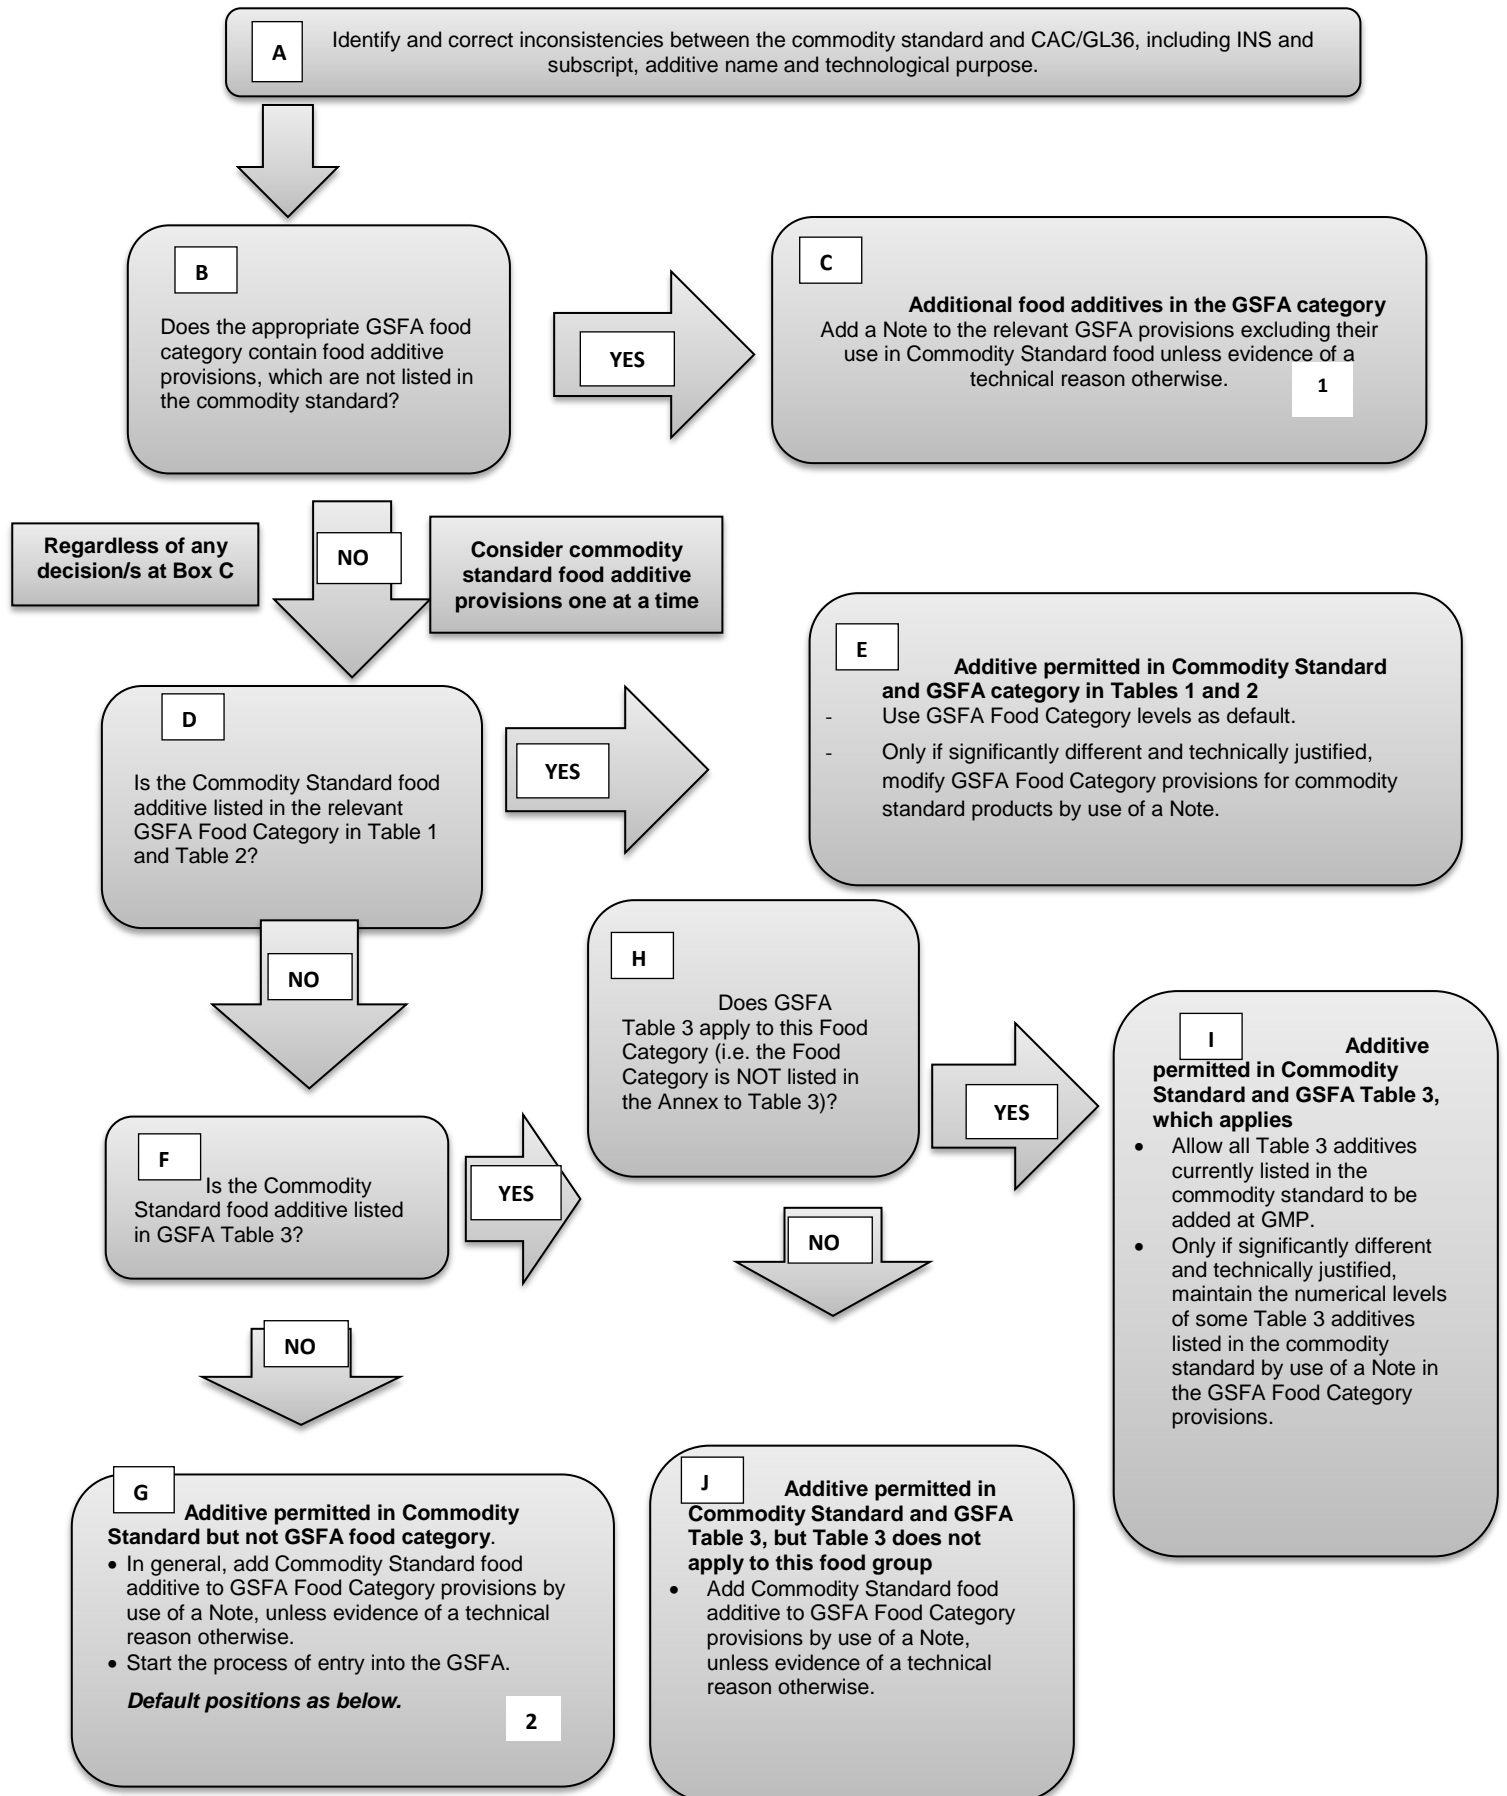 A
Identify and correct inconsistencies between the commodity standard and CAC/GL36, including INS and
subscript, additive name and technological purpose.
B
Does the appropriate GSFA food
category contain food additive
provisions, which are not listed in
the commodity standard?
YES
C
Additional food additives in the GSFA category
Add a Note to the relevant GSFA provisions excluding their
use in Commodity Standard food unless evidence of a
technical reason otherwise.
1
Regardless of any
decision/s at Box C
NO
Consider commodity
standard food additive
provisions one at a time
D
Is the Commodity Standard food
additive listed in the relevant
GSFA Food Category in Table 1
and Table 2?
YES
E
Additive permitted in Commodity Standard
and GSFA category in Tables 1 and 2
- Use GSFA Food Category levels as default.
- Only if significantly different and technically justified,
modify GSFA Food Category provisions for commodity
standard products by use of a Note.
NO
F
Is the Commodity
Standard food additive listed
in GSFA Table 3?
YES
H
Does GSFA
Table 3 apply to this Food
Category (i.e. the Food
Category is NOT listed in
the Annex to Table 3)?
YES
I
Additive
permitted in Commodity
Standard and GSFA Table 3,
which applies
• Allow all Table 3 additives
currently listed in the
commodity standard to be
added at GMP.
• Only if significantly different
and technically justified,
maintain the numerical levels
of some Table 3 additives
listed in the commodity
standard by use of a Note in
the GSFA Food Category
provisions.
NO
NO
G
Additive permitted in Commodity
Standard but not GSFA food category.
• In general, add Commodity Standard food
additive to GSFA Food Category provisions by
use of a Note, unless evidence of a technical
reason otherwise.
• Start the process of entry into the GSFA.
Default positions as below.
2
J
Additive permitted in
Commodity Standard and GSFA
Table 3, but Table 3 does not
apply to this food group
• Add Commodity Standard food
additive to GSFA Food Category
provisions by use of a Note,
unless evidence of a technical
reason otherwise.